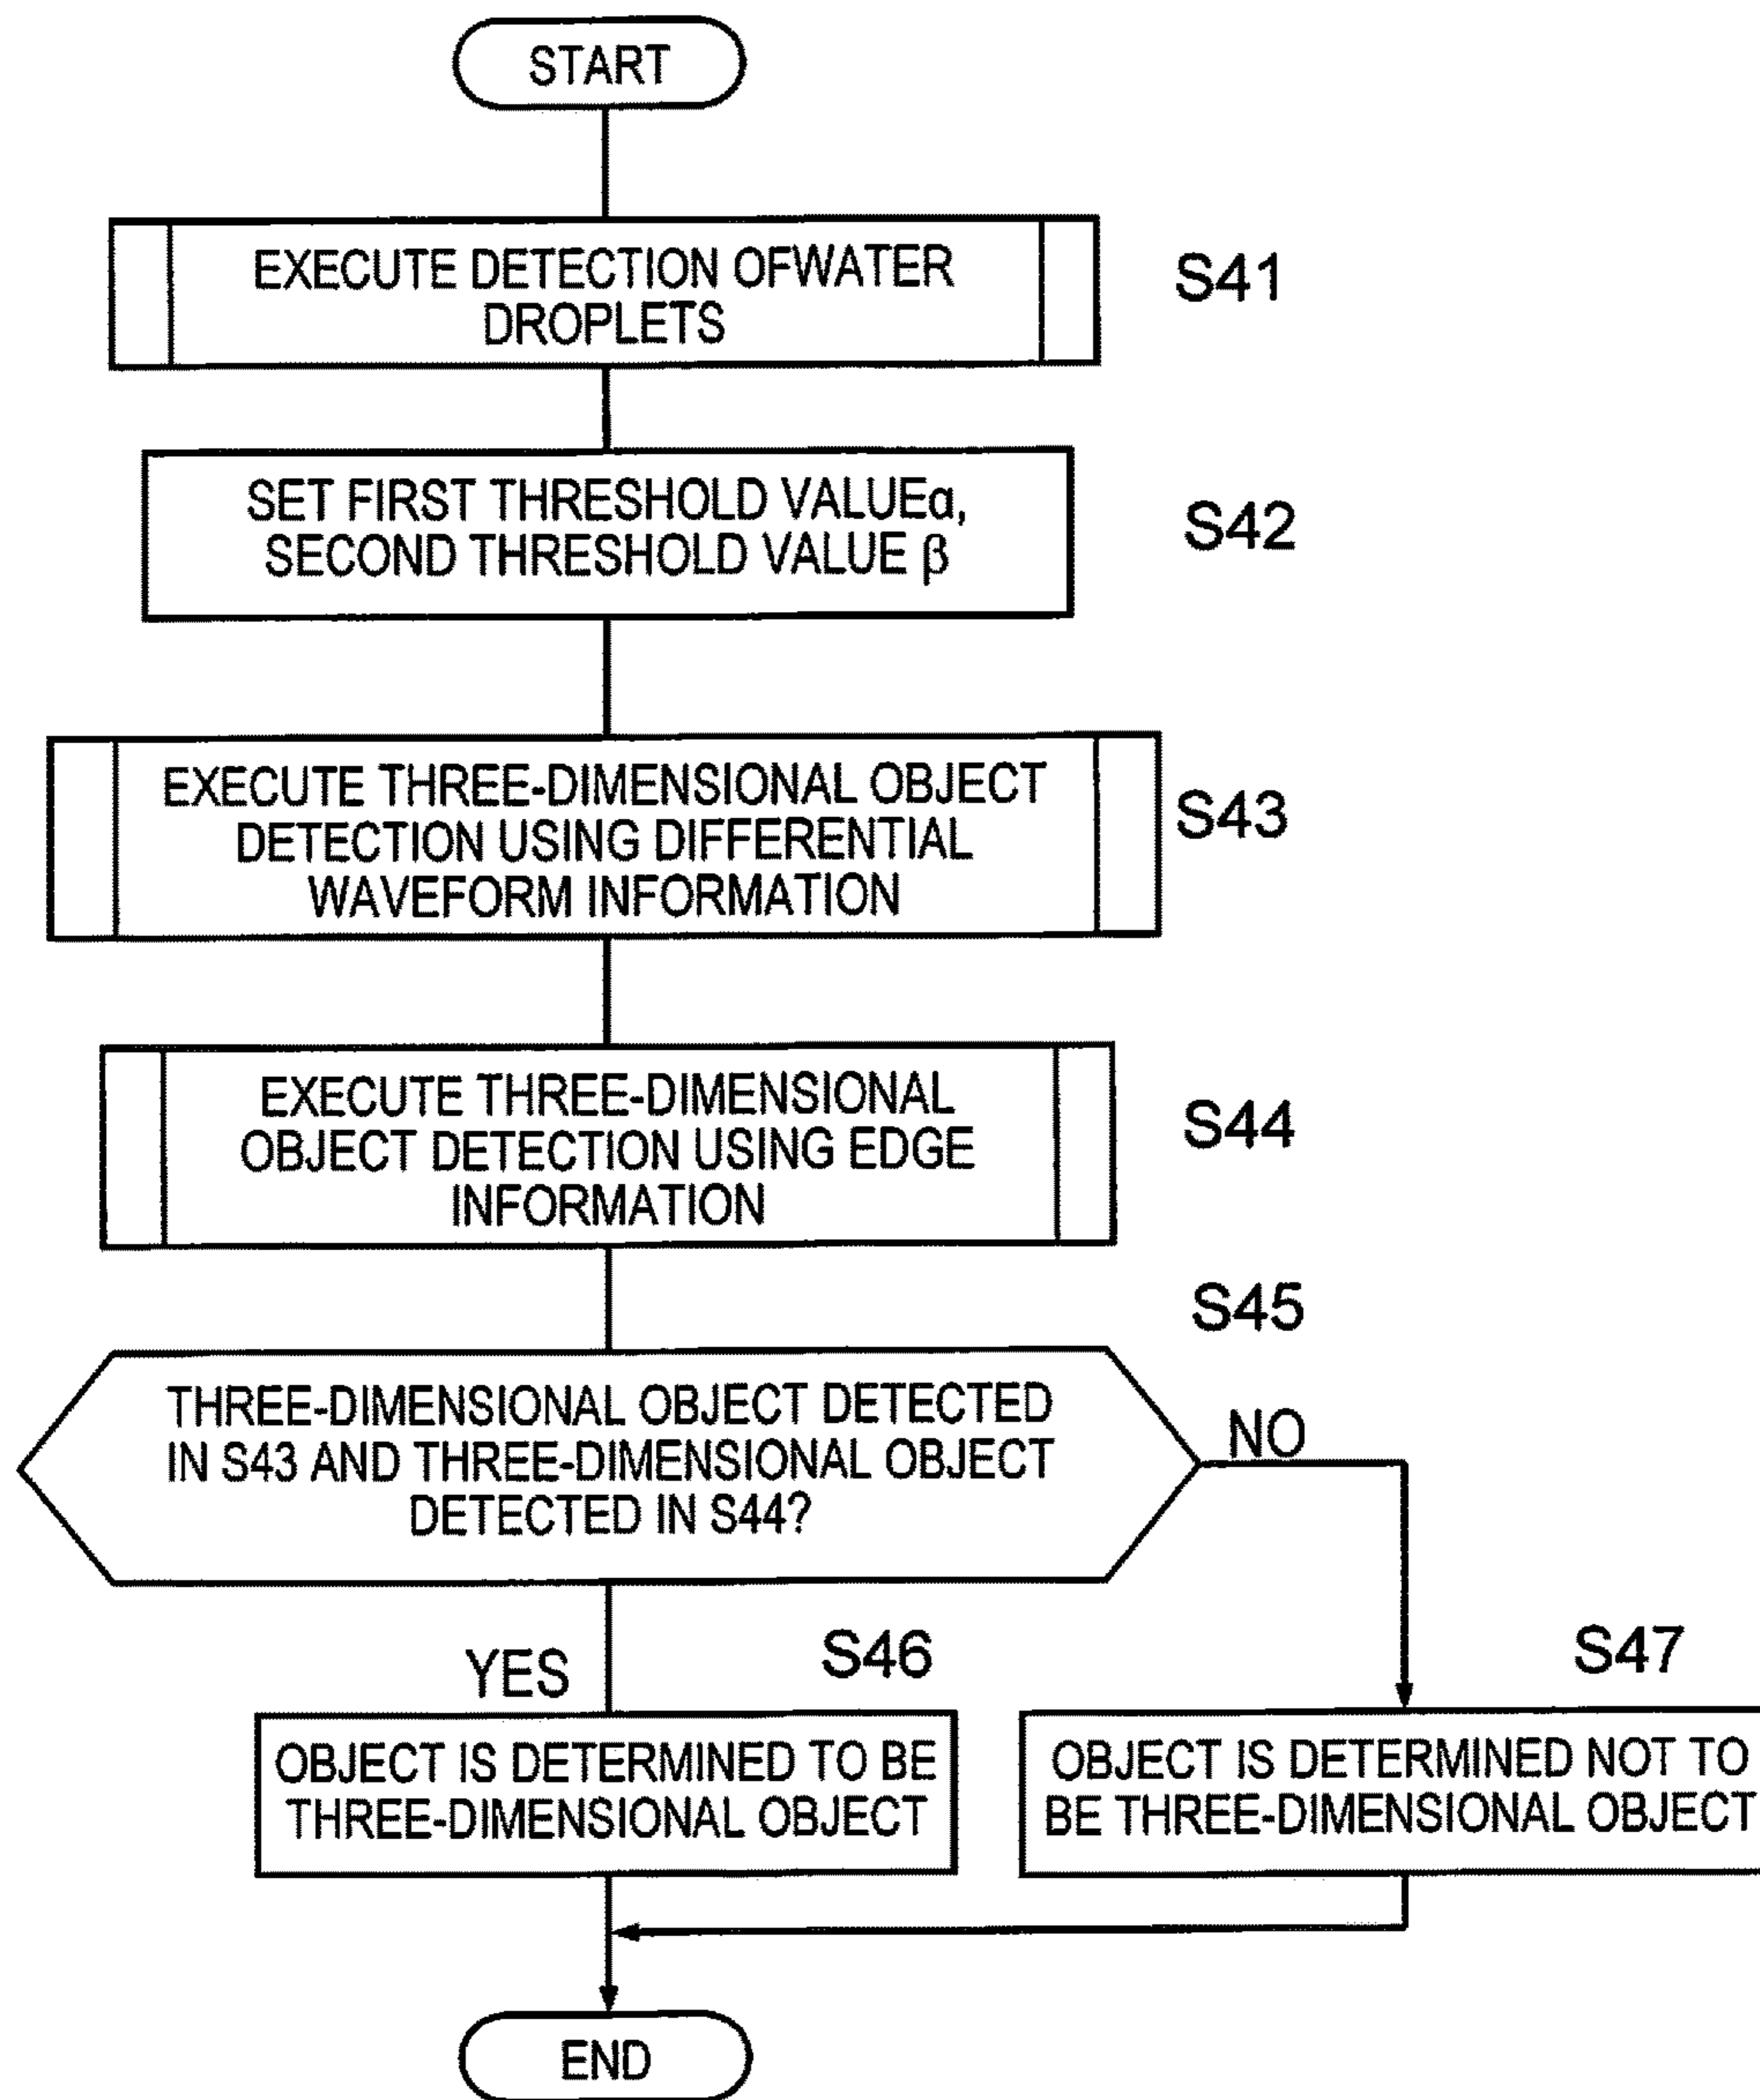 START
EXECUTE DETECTION OFWATER
DROPLETS
S41
SET FIRST THRESHOLD VALUEα,
SECOND THRESHOLD VALUE β
S42
EXECUTE THREE-DIMENSIONAL OBJECT
DETECTION USING DIFFERENTIAL
WAVEFORM INFORMATION
S43
EXECUTE THREE-DIMENSIONAL
OBJECT DETECTION USING EDGE
INFORMATION
S44
S45
THREE-DIMENSIONAL OBJECT DETECTED
IN S43 AND THREE-DIMENSIONAL OBJECT
DETECTED IN S44?
NO
YES
S46
S47
OBJECT IS DETERMINED TO BE
THREE-DIMENSIONAL OBJECT
OBJECT IS DETERMINED NOT TO
BE THREE-DIMENSIONAL OBJECT
END